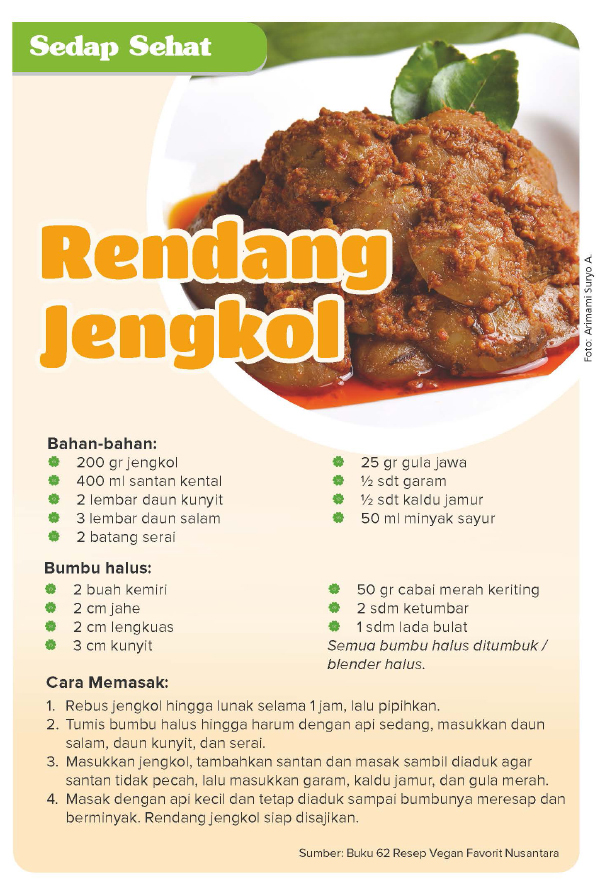 Sedap Sehat
Rendang
Jengkol
Foto: Arimami Suryo A.
Bahan-bahan:
200 gr jengkol
400 ml santan kental
2 lembar daun kunyit
3 lembar daun salam
2 batang serai
25 gr gula jawa
½ sdt garam
½ sdt kaldu jamur
50 ml minyak sayur
Bumbu halus:
2 buah kemiri
2 cm jahe
2 cm lengkuas
3 cm kunyit
50 gr cabai merah keriting
2 sdm ketumbar
1 sdm lada bulat
Semua bumbu halus ditumbuk /
blender halus.
Cara Memasak:
1. Rebus jengkol hingga lunak selama 1 jam, lalu pipihkan.
2. Tumis bumbu halus hingga harum dengan api sedang, masukkan daun
salam, daun kunyit, dan serai.
3. Masukkan jengkol, tambahkan santan dan masak sambil diaduk agar
santan tidak pecah, lalu masukkan garam, kaldu jamur, dan gula merah.
4. Masak dengan api kecil dan tetap diaduk sampai bumbunya meresap dan
berminyak. Rendang jengkol siap disajikan.
Sumber: Buku 62 Resep Vegan Favorit Nusantara